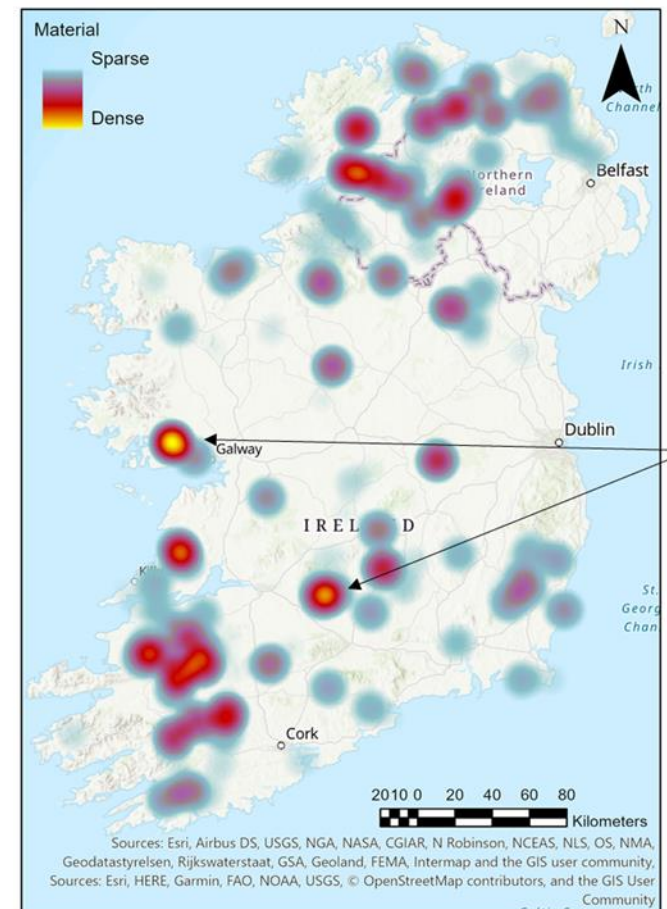 Material
Sparse
Dense
N
Channel
Belfast
Northern
Ireland
Irish
Dublin
Galway
IREL D
St.
Georg
Chan
Cork
20 10 0 20 40 60 80
Kilometers
Sources: Esri, Airbus DS, USGS, NGA, NASA, CGIAR, N Robinson, NCEAS, NLS, OS, NMA,
Geodatastyrelsen, Rijkswaterstaat, GSA, Geoland, FEMA, Intermap and the GIS user community,
Sources: Esri, HERE, Garmin, FAO, NOAA, USGS, © OpenStreetMap contributors, and the GIS User
Community